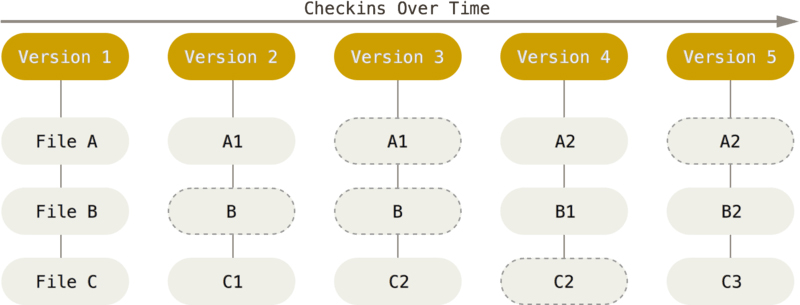 Checkins Over Time
Version 1 Version 2 Version 3 Version 4 Version 5
File A A1 A1 A2 A2
File B B B B1 B2
File C C1 C2 C2 C3